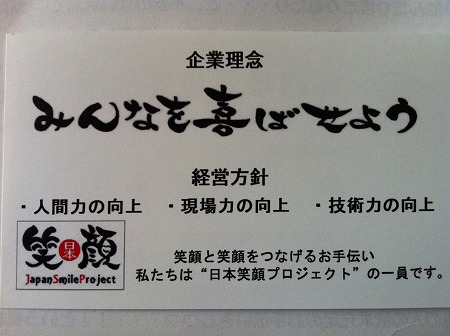 企業理念
みんなを喜ばせよう
経営方針
・人間力の向上 ・現場力の向上 ・技術力の向上
笑日本顔
JapanSmileProject
笑顔と笑顔をつなげるお手伝い
私たちは“日本笑顔プロジェクト”の一員です。